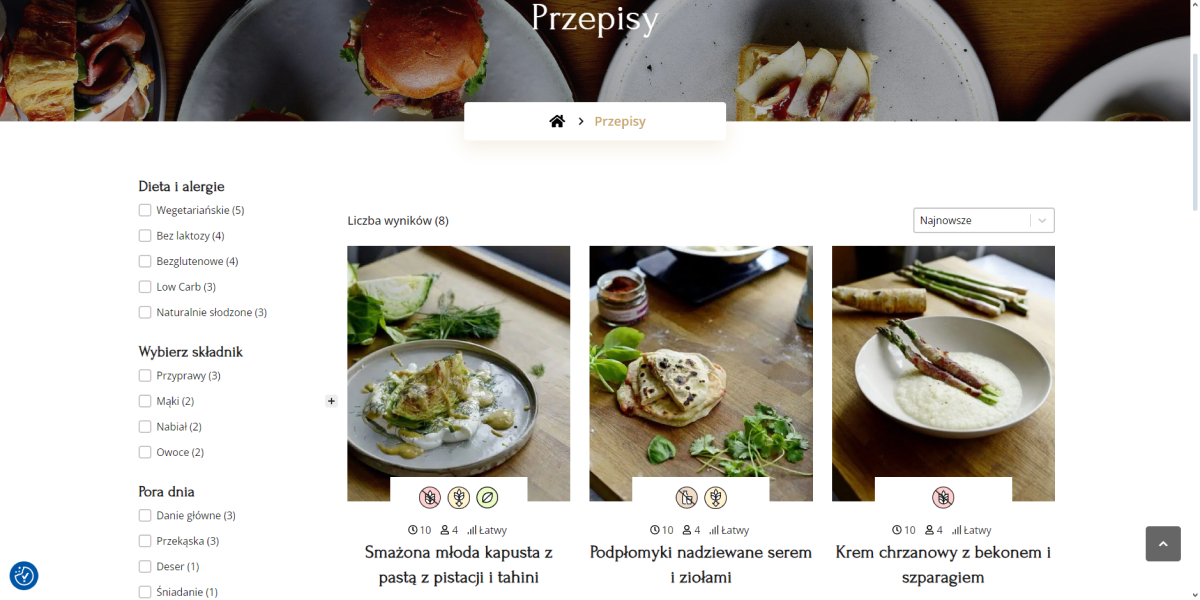 Przepisy
Przepisy
Dieta i alergie
Wegetariańskie (5)
Bez laktozy (4)
Bezglutenowe (4)
Low Carb (3)
Naturalnie słodzone (3)
Wybierz składnik
Przyprawy (3)
Mąki (2)
+
Nabiał (2)
Owoce (2)
Pora dnia
Danie główne (3)
Przekąska (3)
Deser (1)
Śniadanie (1)
Liczba wyników (8)
Najnowsze
10 4 Łatwy
Smażona młoda kapusta z
pastą z pistacji i tahini
10 4 Łatwy
Podpłomyki nadziewane serem
i ziołami
10 4 Łatwy
Krem chrzanowy z bekonem i
szparagiem